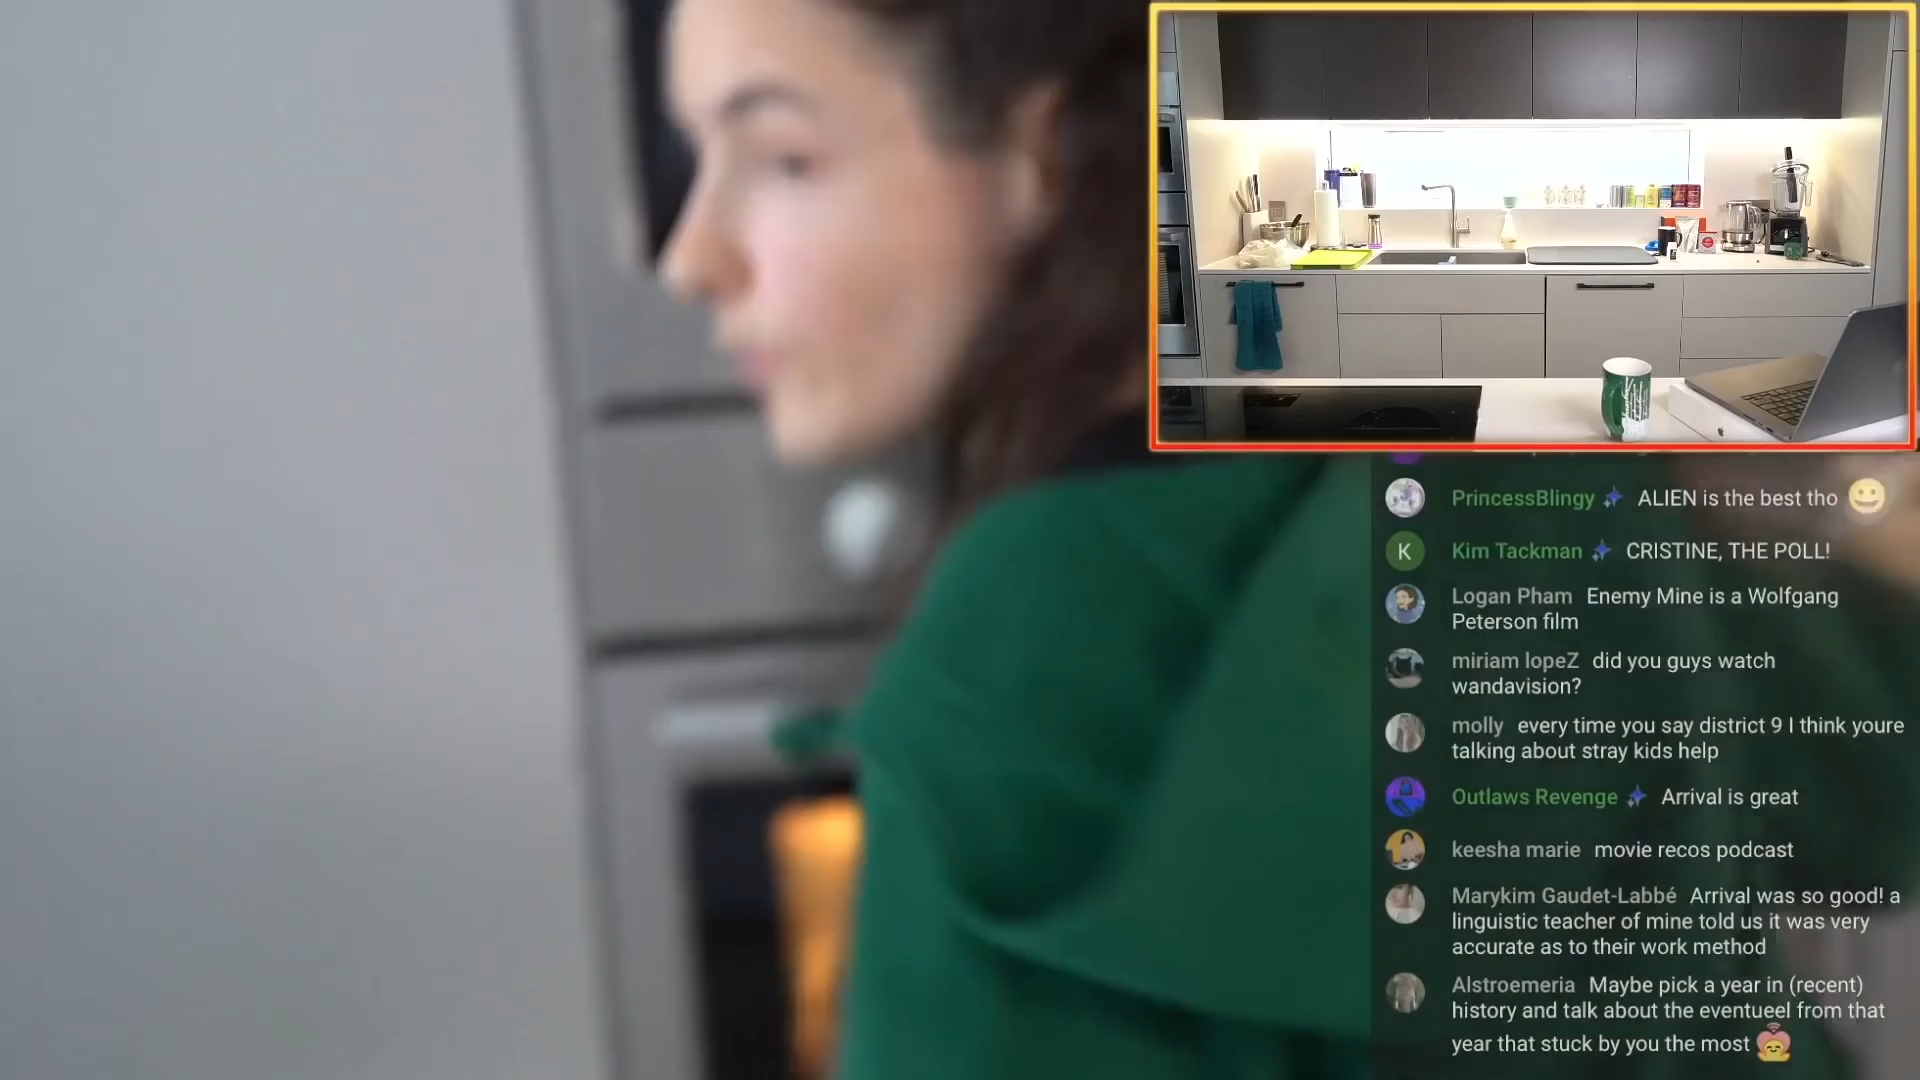 PrincessBlingy ALIEN is the best tho
K Kim Tackman CRISTINE, THE POLL!
Logan Pham Enemy Mine is a Wolfgang
Peterson film
miriam lopeZ did you guys watch
wandavision?
molly every time you say district 9 I think youre
talking about stray kids help
Outlaws Revenge Arrival is great
keesha marie movie recos podcast
Marykim Gaudet-Labbé Arrival was so good! a
linguistic teacher of mine told us it was very
accurate as to their work method
Alstroemeria Maybe pick a year in (recent)
history and talk about the eventueel from that
year that stuck by you the most